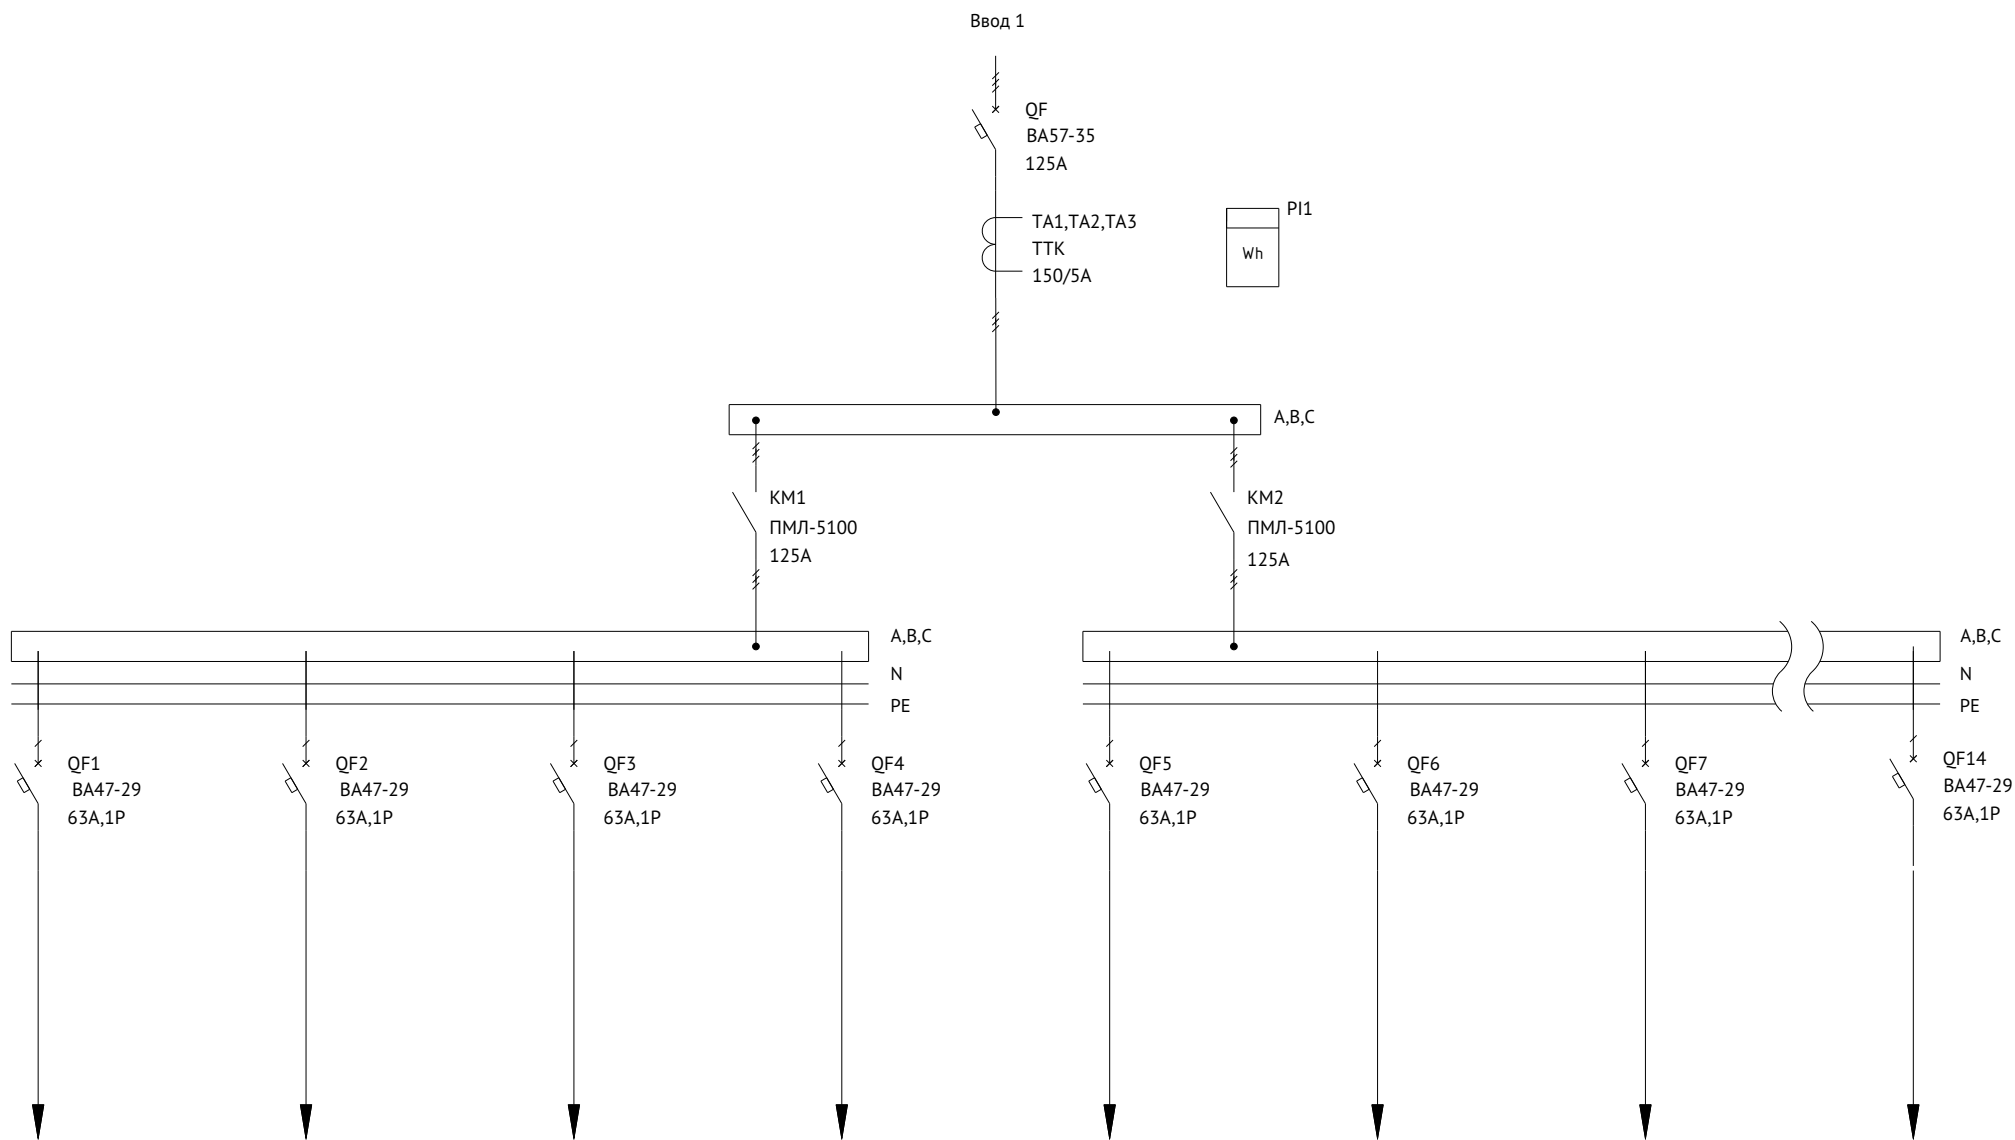 Ввод 1
QF
ВА57-35
125А
ТА1,ТА2,ТА3
ТТК
150/5А
PI1
Wh
А,В,С
КМ1
ПМЛ-5100
125А
КМ2
ПМЛ-5100
125А
А,В,С
N
PE
А,В,С
N
PE
QF1
ВА47-29
63А,1Р
QF2
ВА47-29
63А,1Р
QF3
ВА47-29
63А,1Р
QF4
ВА47-29
63А,1Р
QF5
ВА47-29
63А,1Р
QF6
ВА47-29
63А,1Р
QF7
ВА47-29
63А,1Р
QF14
ВА47-29
63А,1Р